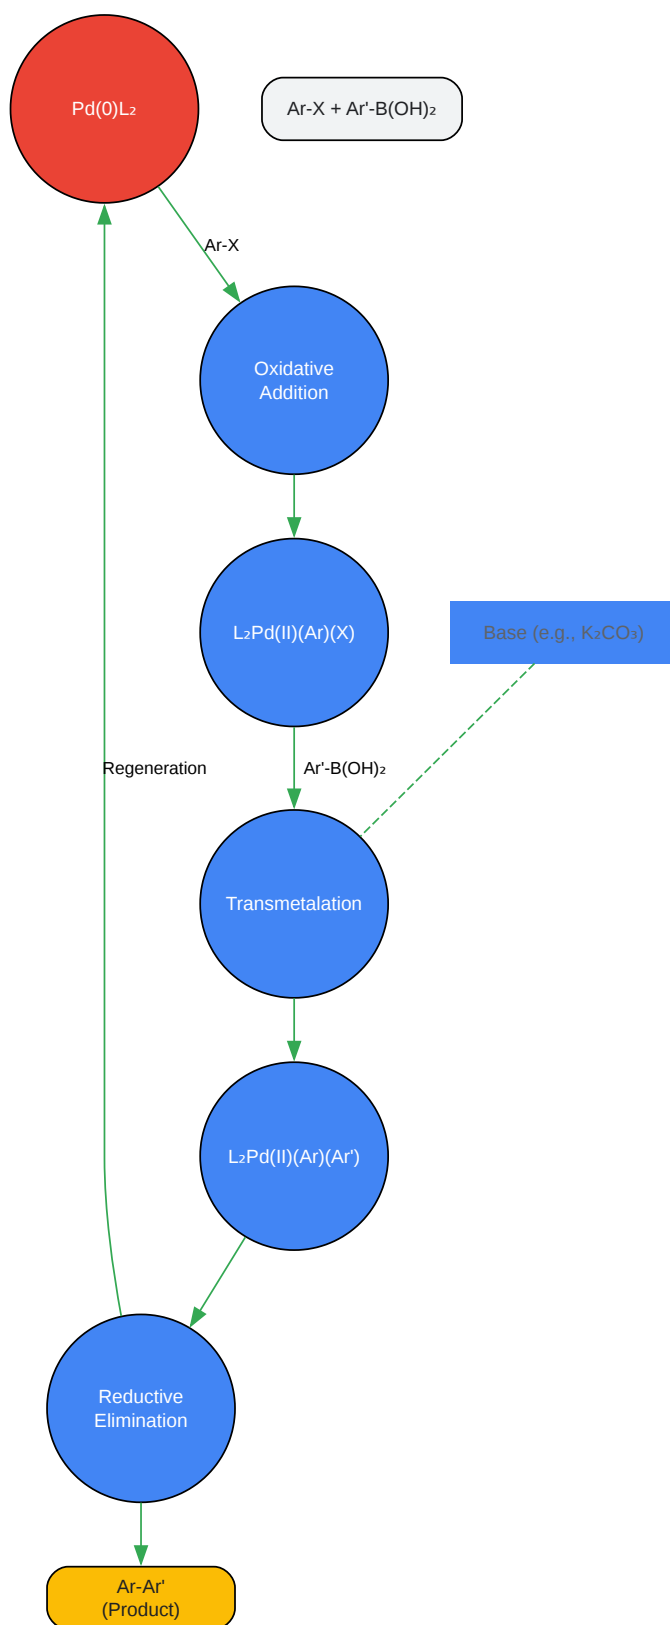 Pd(0)L₂
Ar-X + Ar'-B(OH)₂
Ar-X
Oxidative
Addition
L₂Pd(II)(Ar)(X)
Base (e.g., K₂CO₃)
Regeneration
Ar'-B(OH)₂
Transmetalation
L₂Pd(II)(Ar)(Ar')
Reductive
Elimination
Ar-Ar'
(Product)